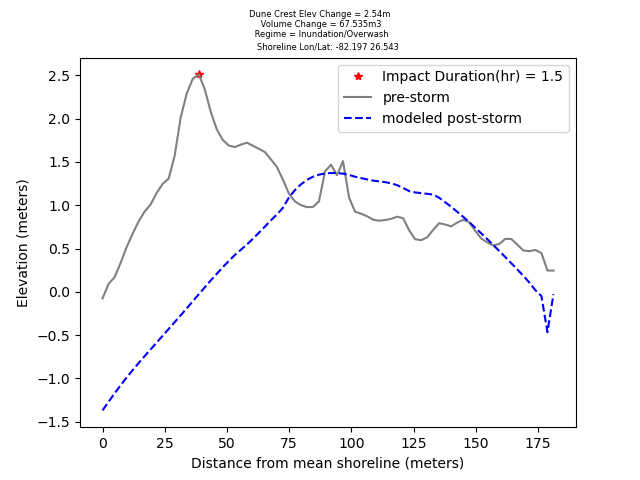 Dune Crest Elev Change = 2.54m
Volume Change = 67.535m3
Regime = Inundation/Overwash
Shoreline Lon/Lat: -82.197 26.543
Impact Duration(hr) = 1.5
pre-storm
modeled post-storm
Elevation (meters)
2.5
2.0
1.5
1.0
0.5
0.0
−0.5
−1.0
−1.5
0 25 50 75 100 125 150 175
Distance from mean shoreline (meters)